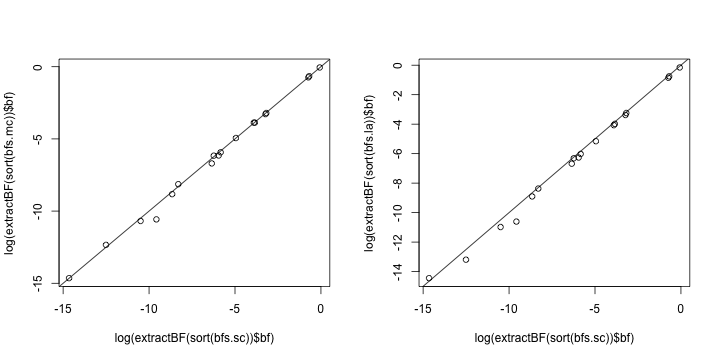 log(extractBF(sort(bfs.mc))$bf)
0
-5
-10
-15
-15 -10 -5 0
log(extractBF(sort(bfs.sc))$bf)
log(extractBF(sort(bfs.la))$bf)
0
-2
-4
-6
-8
-10
-12
-14
-15 -10 -5 0
log(extractBF(sort(bfs.sc))$bf)